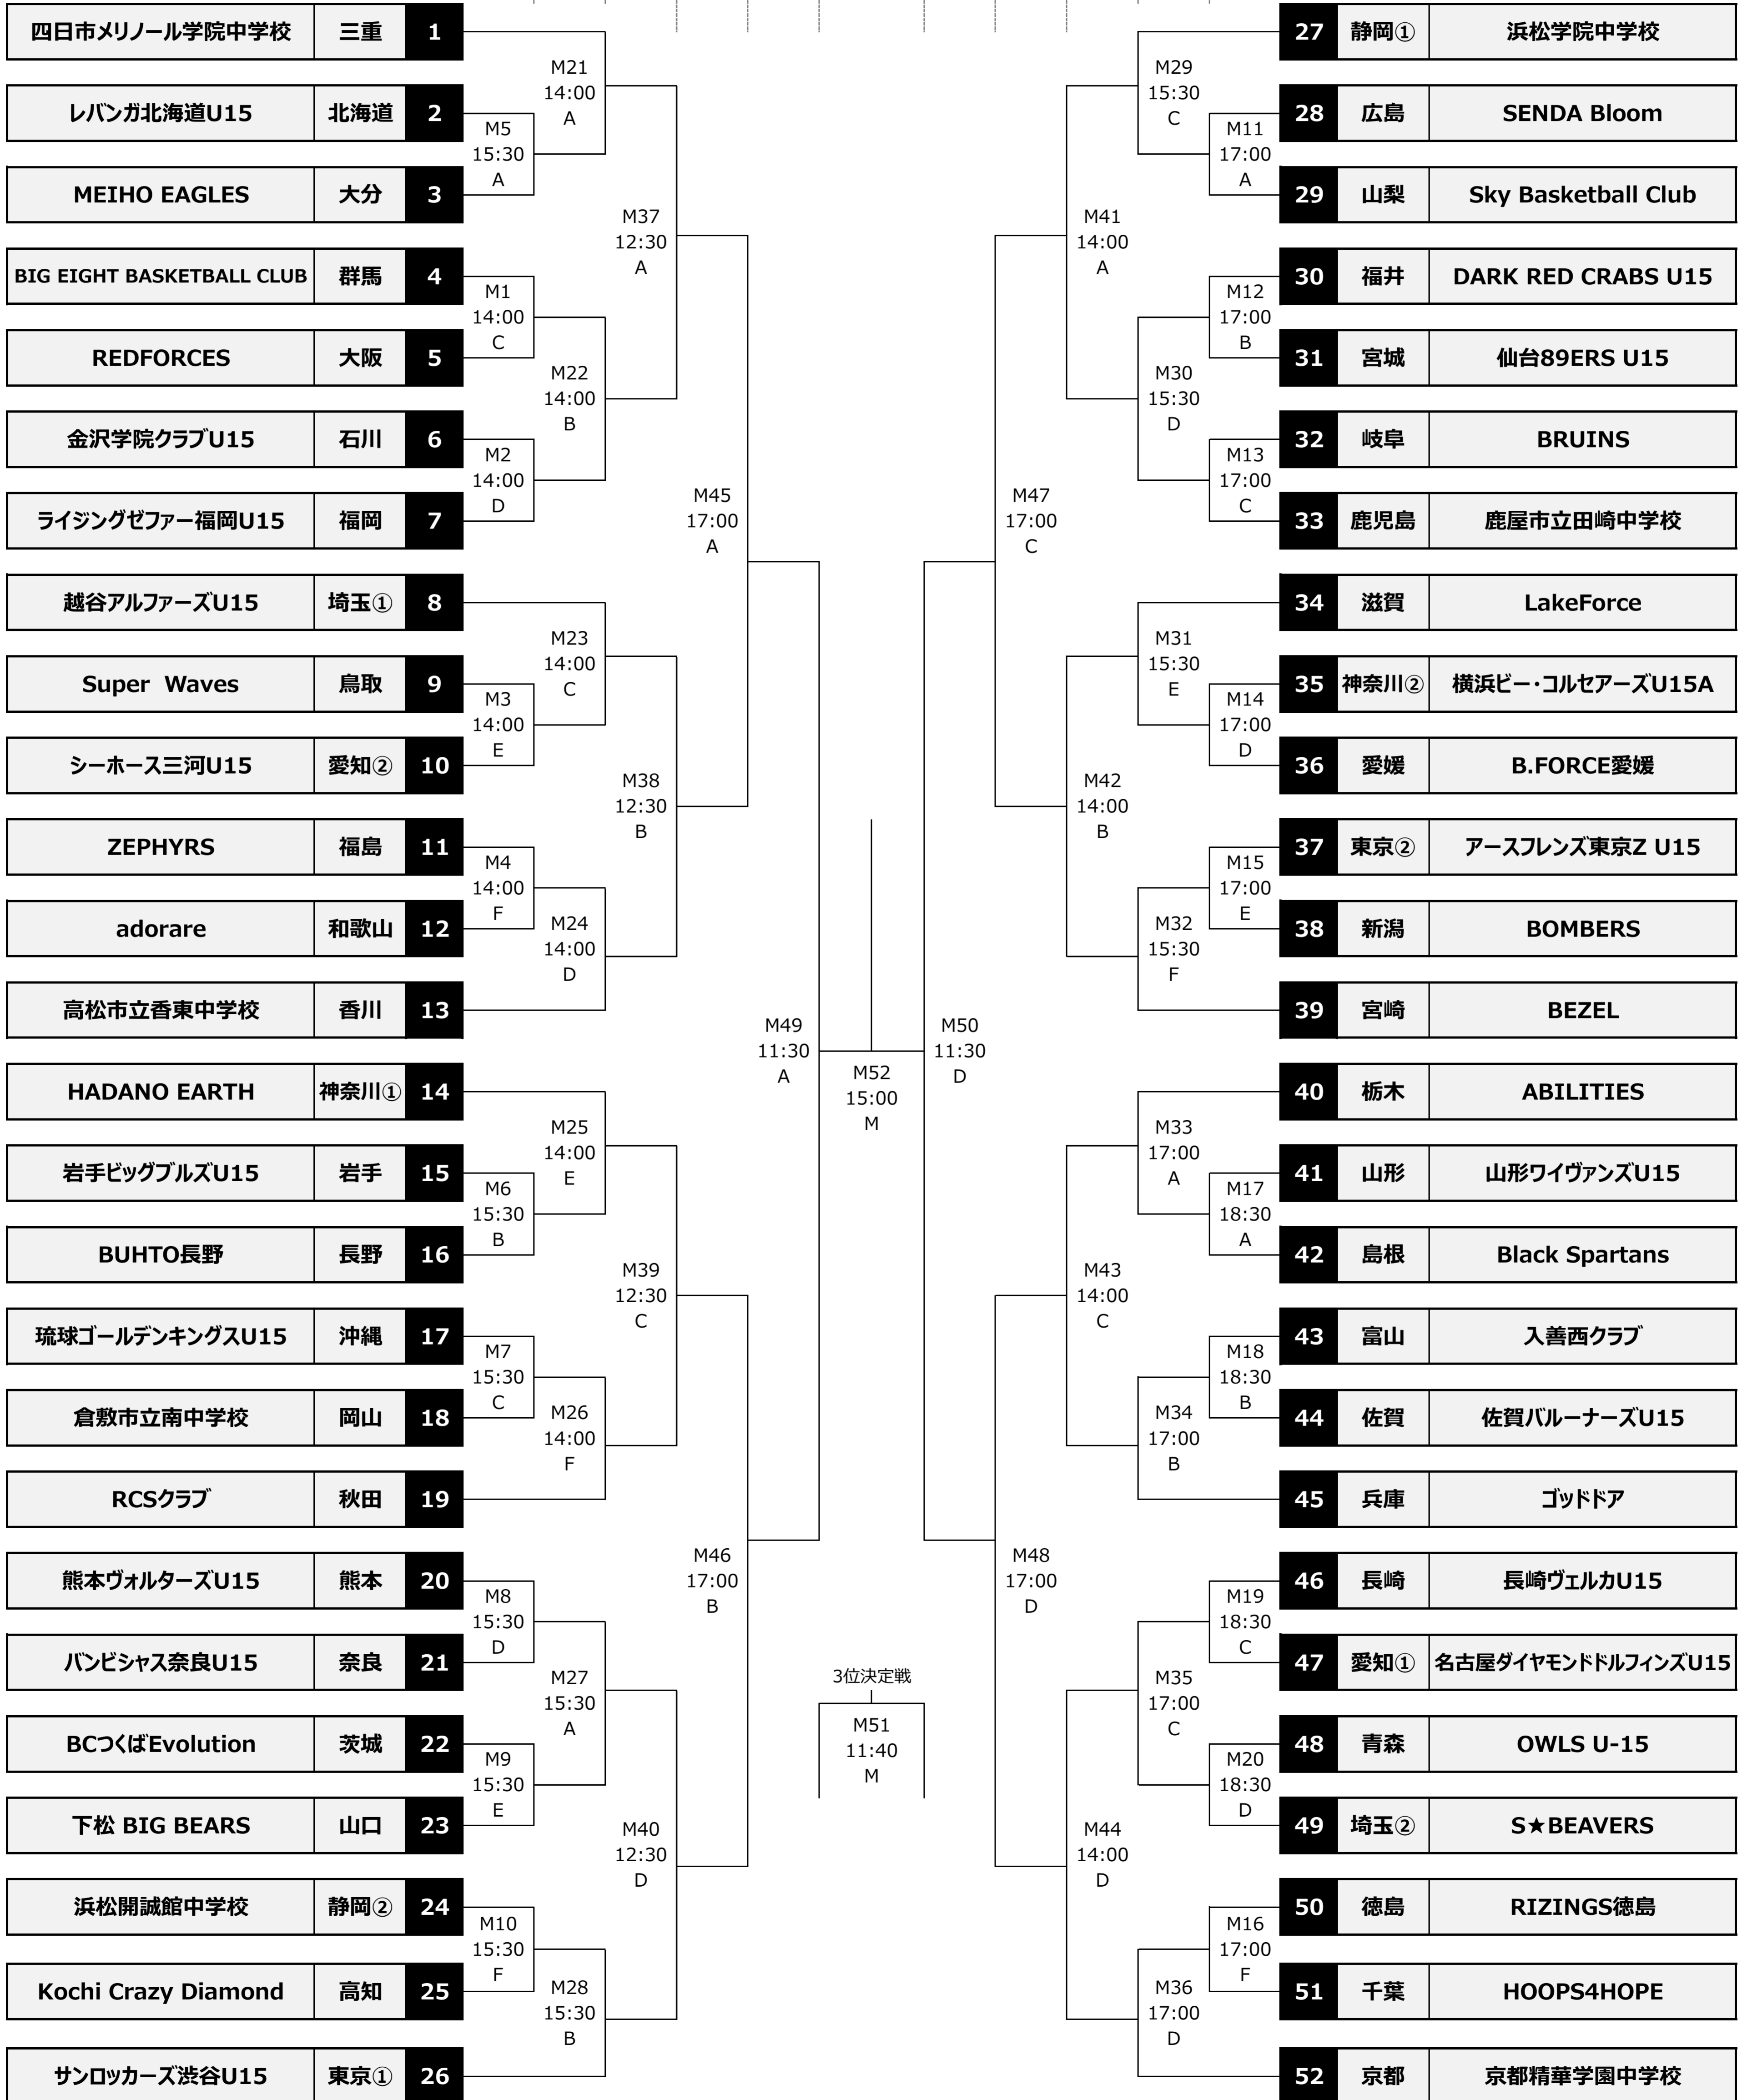 四日市メリノール学院中学校 三重 1
レバンガ北海道U15 北海道 2
MEIHO EAGLES 大分 3
BIG EIGHT BASKETBALL CLUB 群馬 4
REDFORCES 大阪 5
金沢学院クラブU15 石川 6
ライジングゼファー福岡U15 福岡 7
越谷アルファーズU15 埼玉① 8
Super Waves 鳥取 9
シーホース三河U15 愛知② 10
ZEPHYRS 福島 11
adorare 和歌山 12
高松市立香東中学校 香川 13
HADANO EARTH 神奈川① 14
岩手ビッグブルズU15 岩手 15
BUHTO長野 長野 16
琉球ゴールデンキングスU15 沖縄 17
倉敷市立南中学校 岡山 18
RCSクラブ 秋田 19
熊本ヴォルターズU15 熊本 20
バンビシャス奈良U15 奈良 21
BCつくばEvolution 茨城 22
下松 BIG BEARS 山口 23
浜松開誠館中学校 静岡② 24
Kochi Crazy Diamond 高知 25
サンロッカーズ渋谷U15 東京① 26
M5
15:30
A
M1
14:00
C
M2
14:00
D
M3
14:00
E
M4
14:00
F
M6
15:30
B
M7
15:30
C
M8
15:30
D
M9
15:30
E
M10
15:30
F
M21
14:00
A
M22
14:00
B
M23
14:00
C
M24
14:00
D
M25
14:00
E
M26
14:00
F
M27
15:30
A
M28
15:30
B
M37
12:30
A
M38
12:30
B
M39
12:30
C
M40
12:30
D
M45
17:00
A
M46
17:00
B
M49
11:30
A
M52
15:00
M
3位決定戦
M51
11:40
M
M50
11:30
D
M47
17:00
C
M48
17:00
D
M41
14:00
A
M42
14:00
B
M43
14:00
C
M44
14:00
D
M29
15:30
C
M30
15:30
D
M31
15:30
E
M32
15:30
F
M33
17:00
A
M34
17:00
B
M35
17:00
C
M36
17:00
D
M11
17:00
A
M12
17:00
B
M13
17:00
C
M14
17:00
D
M15
17:00
E
M17
18:30
A
M18
18:30
B
M19
18:30
C
M20
18:30
D
M16
17:00
F
27 静岡① 浜松学院中学校
28 広島 SENDA Bloom
29 山梨 Sky Basketball Club
30 福井 DARK RED CRABS U15
31 宮城 仙台89ERS U15
32 岐阜 BRUINS
33 鹿児島 鹿屋市立田崎中学校
34 滋賀 LakeForce
35 神奈川② 横浜ビー・コルセアーズU15A
36 愛媛 B.FORCE愛媛
37 東京② アースフレンズ東京Z U15
38 新潟 BOMBERS
39 宮崎 BEZEL
40 栃木 ABILITIES
41 山形 山形ワイヴァンズU15
42 島根 Black Spartans
43 富山 入善西クラブ
44 佐賀 佐賀バルーナーズU15
45 兵庫 ゴッドドア
46 長崎 長崎ヴェルカU15
47 愛知① 名古屋ダイヤモンドドルフィンズU15
48 青森 OWLS U-15
49 埼玉② S★BEAVERS
50 徳島 RIZINGS徳島
51 千葉 HOOPS4HOPE
52 京都 京都精華学園中学校